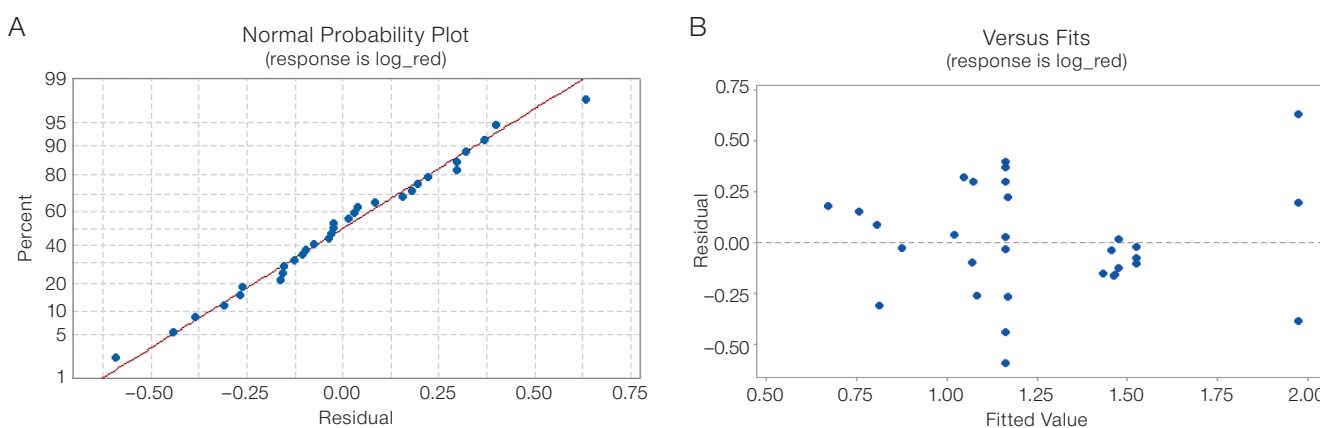 A
Normal Probability Plot
(response is log_red)
99
95
90
80
60
40
20
10
5
1
Percent
−0.50 −0.25 0.00 0.25 0.50 0.75
Residual
B
Versus Fits
(response is log_red)
0.75
0.50
0.25
0.00
−0.25
−0.50
Residual
0.50 0.75 1.00 1.25 1.50 1.75 2.00
Fitted Value